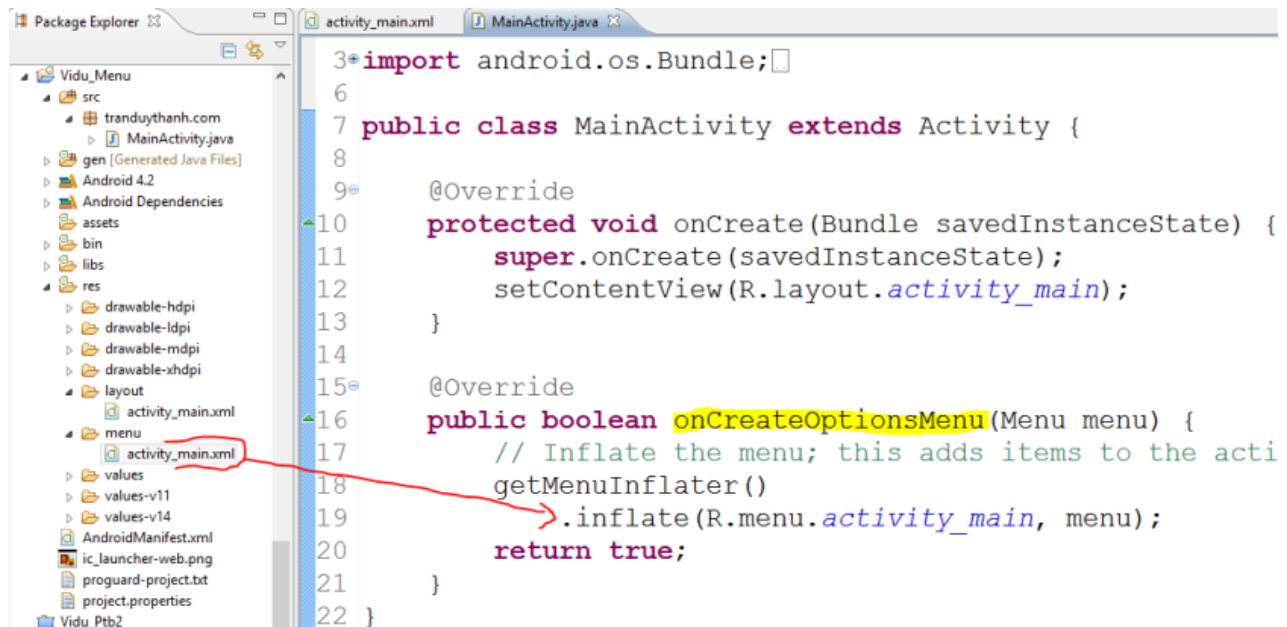 Package Explorer
Vidu_Menu
src
tranduythanh.com
MainActivity.java
gen [Generated Java Files]
Android 4.2
Android Dependencies
assets
bin
libs
res
drawable-hdpi
drawable-ldpi
drawable-mdpi
drawable-xhdpi
layout
activity_main.xml
menu
activity_main.xml
values
values-v11
values-v14
AndroidManifest.xml
ic_launcher-web.png
proguard-project.txt
project.properties
Vidu_Ptb2
activity_main.xml MainActivity.java
3 import android.os.Bundle;
6
7 public class MainActivity extends Activity {
8
9 @Override
10 protected void onCreate(Bundle savedInstanceState) {
11 super.onCreate(savedInstanceState);
12 setContentView(R.layout.activity_main);
13 }
14
15 @Override
16 public boolean onCreateOptionsMenu(Menu menu) {
17 // Inflate the menu; this adds items to the acti
18 getMenuInflater()
19 .inflate(R.menu.activity_main, menu);
20 return true;
21 }
22 }